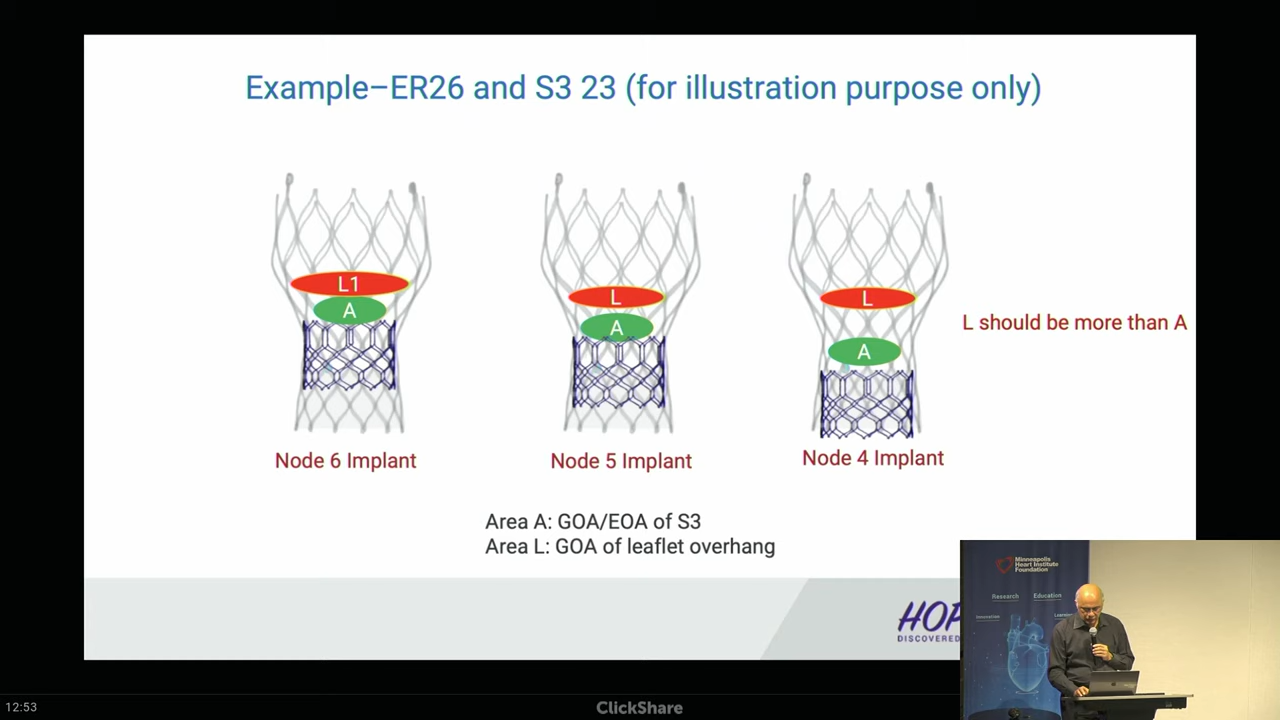 Example–ER26 and S3 23 (for illustration purpose only)
L1
A
L
A
L
A
L should be more than A
Node 6 Implant
Node 5 Implant
Node 4 Implant
Area A: GOA/EOA of S3
Area L: GOA of leaflet overhang
HOP
DISCOVERED
Minneapolis
Heart Institute
Foundation
Research
Education
Innovation
12:53
ClickShare